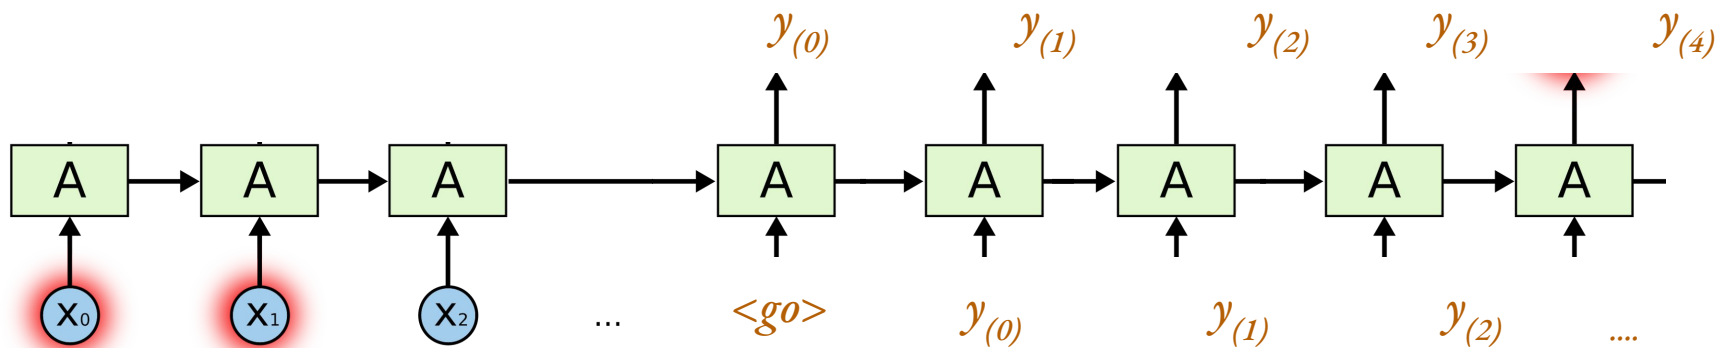 y(0) y(1) y(2) y(3) y(4)
A A A A A A A A
x0 x1 x2 ... <go> y(0) y(1) y(2) ....